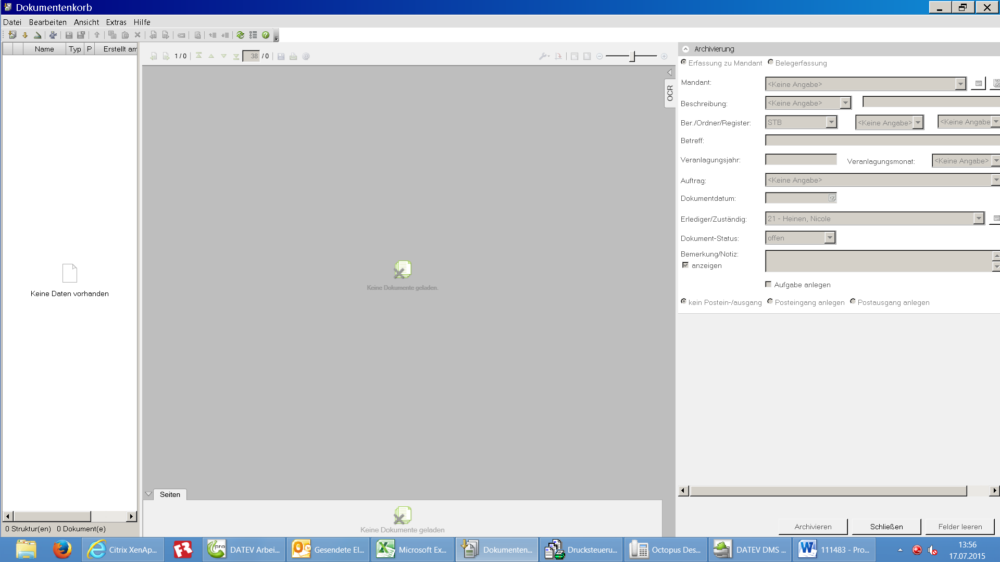 Dokumentenkorb
Datei Bearbeiten Ansicht Extras Hilfe
Name Typ P Erstellt am
1 / 0 38 / 0
Archivierung
Erfassung zu Mandant Belegerfassung
OCR
Mandant: <Keine Angabe>
Beschreibung: <Keine Angabe>
Ber./Ordner/Register: STB <Keine Angabe> <Keine Angabe
Betreff:
Veranlagungsjahr: Veranlagungsmonat: <Keine Angabe>
Auftrag: <Keine Angabe>
Dokumentdatum: 17
Erlediger/Zuständig: 21 - Heinen, Nicole
Dokument-Status: offen
Bemerkung/Notiz:
anzeigen
Aufgabe anlegen
kein Postein-/ausgang Posteingang anlegen Postausgang anlegen
Keine Daten vorhanden
Keine Dokumente geladen.
Seiten
Keine Dokumente geladen
0 Struktur(en) 0 Dokument(e)
Archivieren Schließen Felder leeren
Citrix XenAp... FR pro DATEV Arbei... Gesendete El... Microsoft Ex... Dokumenten... Drucksteueru... Octopus Des... DATEV DMS ... 111483 - Pro...
13:56
17.07.2015